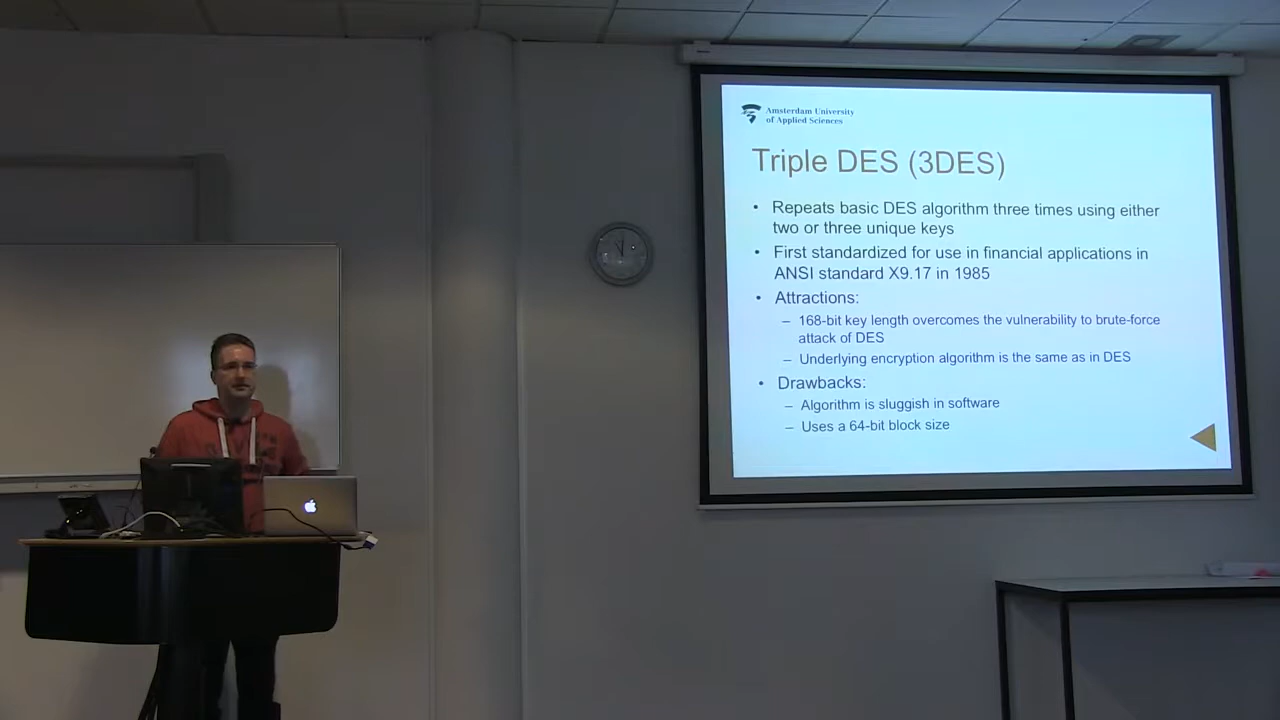 Amsterdam University
of Applied Sciences
Triple DES (3DES)
• Repeats basic DES algorithm three times using either
two or three unique keys
• First standardized for use in financial applications in
ANSI standard X9.17 in 1985
• Attractions:
– 168-bit key length overcomes the vulnerability to brute-force
attack of DES
– Underlying encryption algorithm is the same as in DES
• Drawbacks:
– Algorithm is sluggish in software
– Uses a 64-bit block size